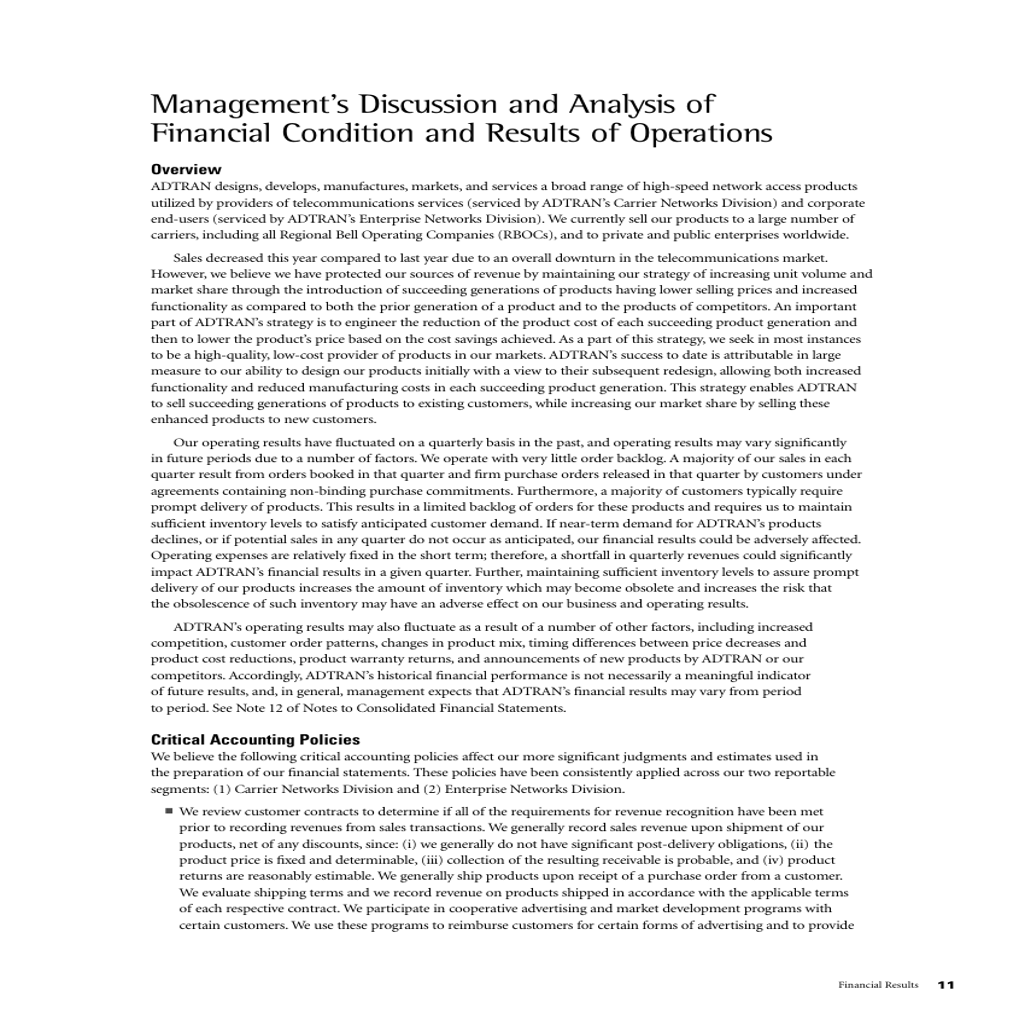 Management’s Discussion and Analysis of
Financial Condition and Results of Operations
Overview
ADTRAN designs, develops, manufactures, markets, and services a broad range of high-speed network access products
utilized by providers of telecommunications services (serviced by ADTRAN’s Carrier Networks Division) and corporate
end-users (serviced by ADTRAN’s Enterprise Networks Division). We currently sell our products to a large number of
carriers, including all Regional Bell Operating Companies (RBOCs), and to private and public enterprises worldwide.
Sales decreased this year compared to last year due to an overall downturn in the telecommunications market.
However, we believe we have protected our sources of revenue by maintaining our strategy of increasing unit volume and
market share through the introduction of succeeding generations of products having lower selling prices and increased
functionality as compared to both the prior generation of a product and to the products of competitors. An important
part of ADTRAN’s strategy is to engineer the reduction of the product cost of each succeeding product generation and
then to lower the product’s price based on the cost savings achieved. As a part of this strategy, we seek in most instances
to be a high-quality, low-cost provider of products in our markets. ADTRAN’s success to date is attributable in large
measure to our ability to design our products initially with a view to their subsequent redesign, allowing both increased
functionality and reduced manufacturing costs in each succeeding product generation. This strategy enables ADTRAN
to sell succeeding generations of products to existing customers, while increasing our market share by selling these
enhanced products to new customers.
Our operating results have fluctuated on a quarterly basis in the past, and operating results may vary significantly
in future periods due to a number of factors. We operate with very little order backlog. A majority of our sales in each
quarter result from orders booked in that quarter and firm purchase orders released in that quarter by customers under
agreements containing non-binding purchase commitments. Furthermore, a majority of customers typically require
prompt delivery of products. This results in a limited backlog of orders for these products and requires us to maintain
sufficient inventory levels to satisfy anticipated customer demand. If near-term demand for ADTRAN’s products
declines, or if potential sales in any quarter do not occur as anticipated, our financial results could be adversely affected.
Operating expenses are relatively fixed in the short term; therefore, a shortfall in quarterly revenues could significantly
impact ADTRAN’s financial results in a given quarter. Further, maintaining sufficient inventory levels to assure prompt
delivery of our products increases the amount of inventory which may become obsolete and increases the risk that
the obsolescence of such inventory may have an adverse effect on our business and operating results.
ADTRAN’s operating results may also fluctuate as a result of a number of other factors, including increased
competition, customer order patterns, changes in product mix, timing differences between price decreases and
product cost reductions, product warranty returns, and announcements of new products by ADTRAN or our
competitors. Accordingly, ADTRAN’s historical financial performance is not necessarily a meaningful indicator
of future results, and, in general, management expects that ADTRAN’s financial results may vary from period
to period. See Note 12 of Notes to Consolidated Financial Statements.
Critical Accounting Policies
We believe the following critical accounting policies affect our more significant judgments and estimates used in
the preparation of our financial statements. These policies have been consistently applied across our two reportable
segments: (1) Carrier Networks Division and (2) Enterprise Networks Division.
■ We review customer contracts to determine if all of the requirements for revenue recognition have been met
prior to recording revenues from sales transactions. We generally record sales revenue upon shipment of our
products, net of any discounts, since: (i) we generally do not have significant post-delivery obligations, (ii) the
product price is fixed and determinable, (iii) collection of the resulting receivable is probable, and (iv) product
returns are reasonably estimable. We generally ship products upon receipt of a purchase order from a customer.
We evaluate shipping terms and we record revenue on products shipped in accordance with the applicable terms
of each respective contract. We participate in cooperative advertising and market development programs with
certain customers. We use these programs to reimburse customers for certain forms of advertising and to provide
Financial Results 11